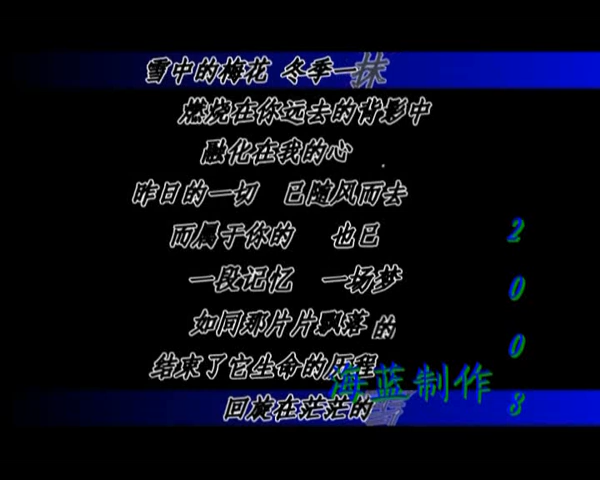 雪中的梅花 冬季一抹
燃烧在你远去的背影中
融化在我的心
昨日的一切 已随风而去
而属于你的 也已
一段记忆 一场梦
如同那片片飘落的
结束了它生命的历程
海蓝制作
回旋在茫茫的雪
2008